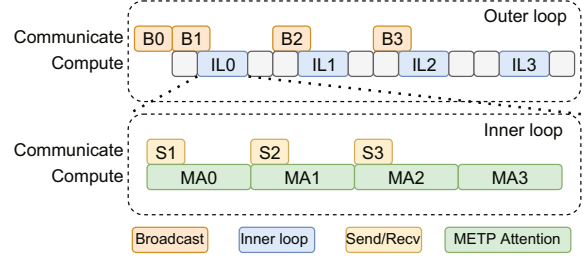 Outer loop
Communicate B0 B1 B2 B3
Compute IL0 IL1 IL2 IL3
Inner loop
Communicate S1 S2 S3
Compute MA0 MA1 MA2 MA3
Broadcast Inner loop Send/Recv METP Attention